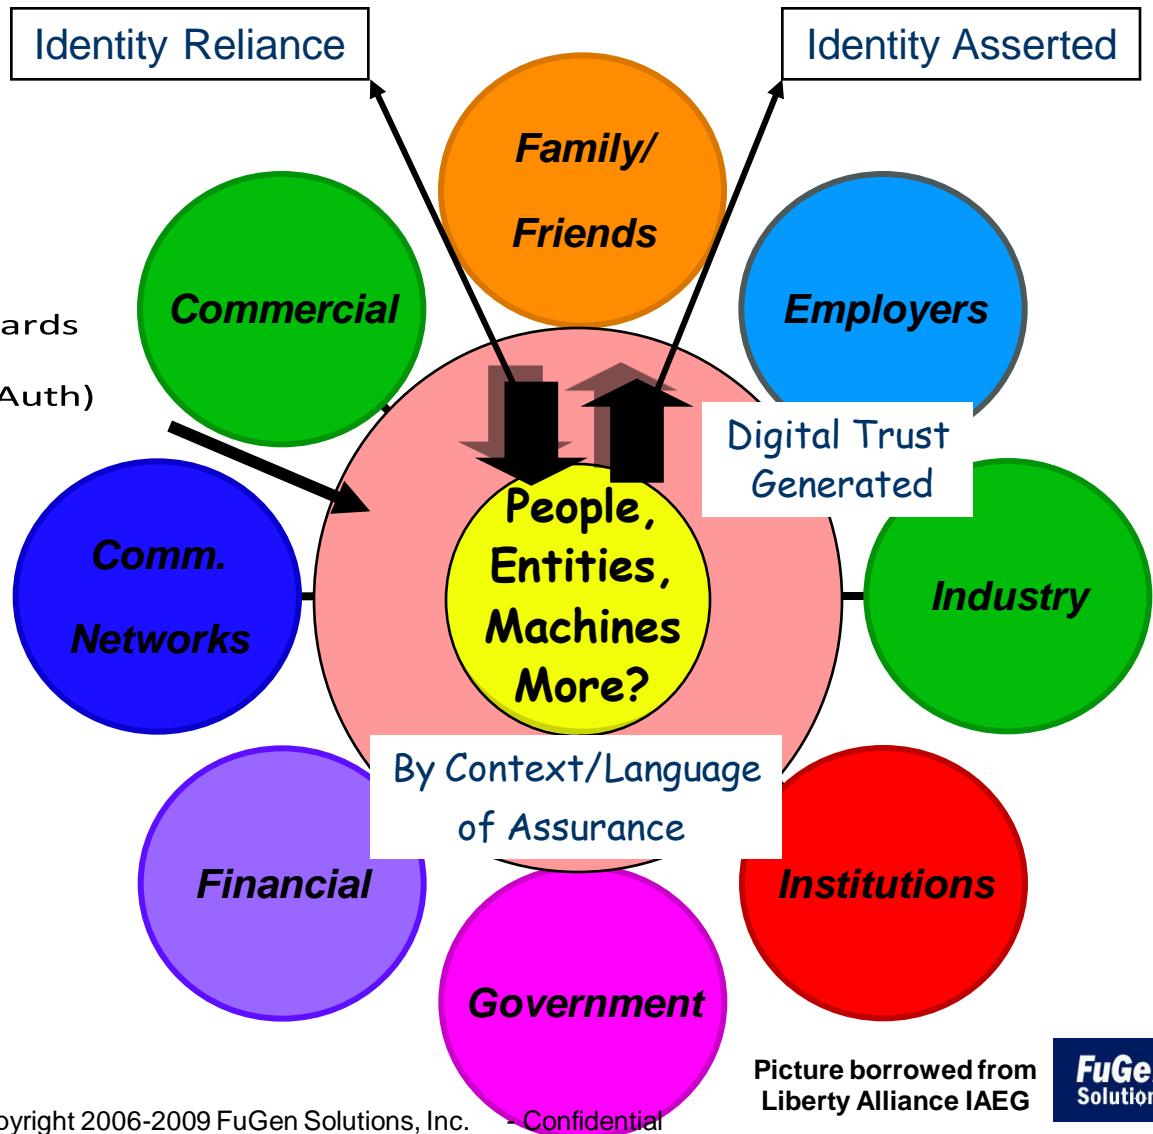 Identity Reliance
Identity Asserted
Family/
Friends
Commercial
Employers
ards
Auth)
Digital Trust
Generated
People,
Entities,
Machines
More?
Comm.
Networks
Industry
By Context/Language
of Assurance
Financial
Institutions
Government
Picture borrowed from
Liberty Alliance IAEG
FuGe
Solution
opyright 2006-2009 FuGen Solutions, Inc. - Confidential